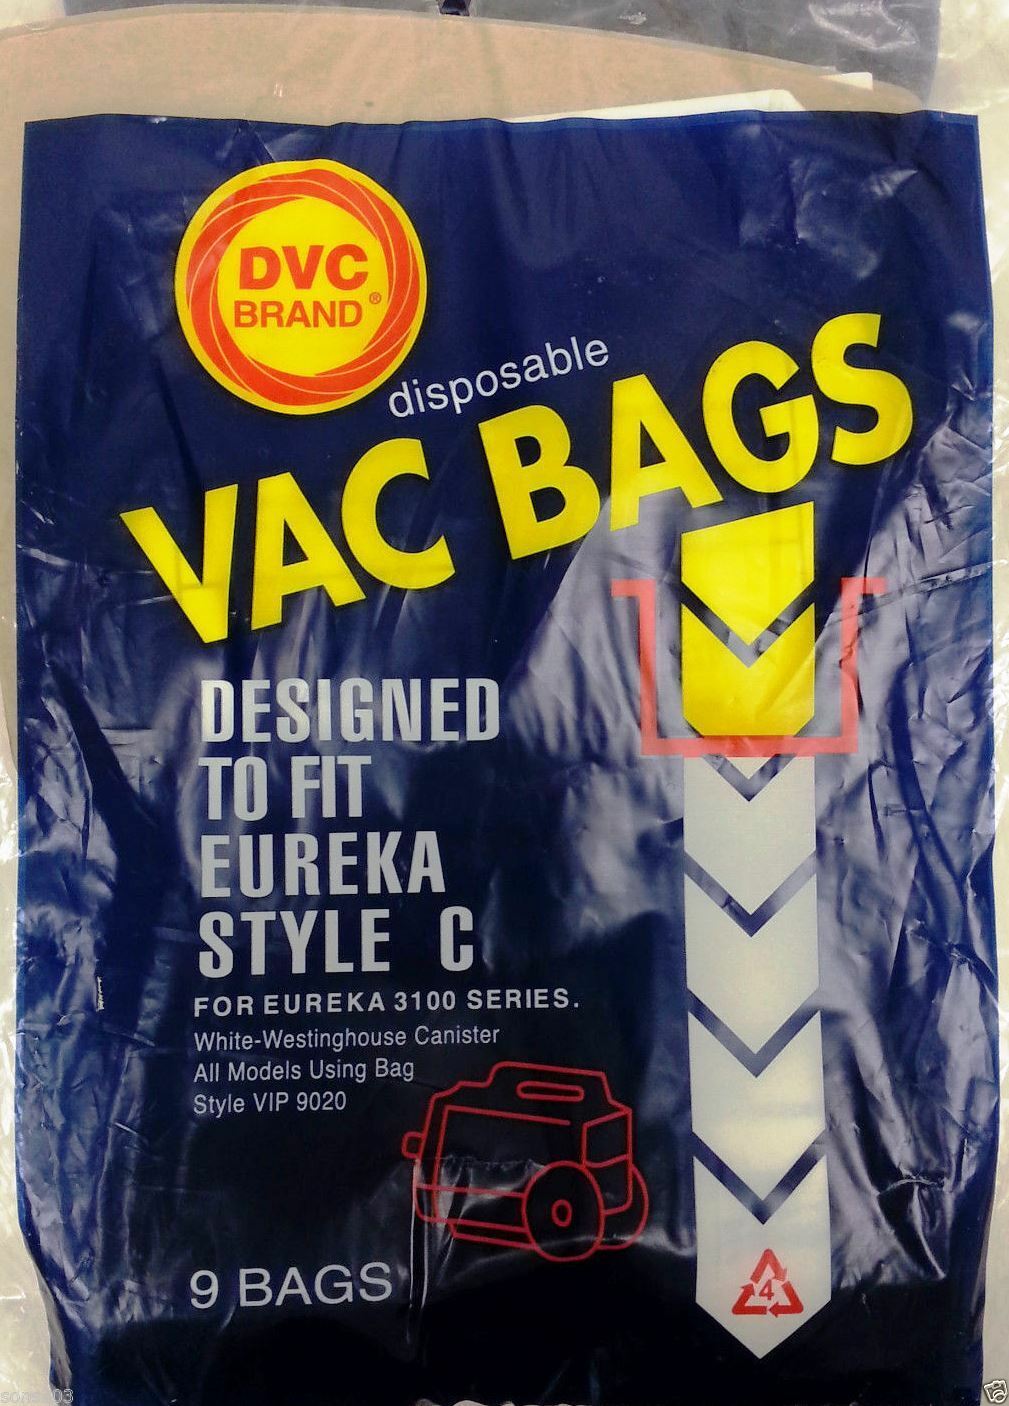 DVC
BRAND®
disposable
VAC BAGS
DESIGNED
TO FIT
EUREKA
STYLE C
FOR EUREKA 3100 SERIES.
White-Westinghouse Canister
All Models Using Bag
Style VIP 9020
9 BAGS
4